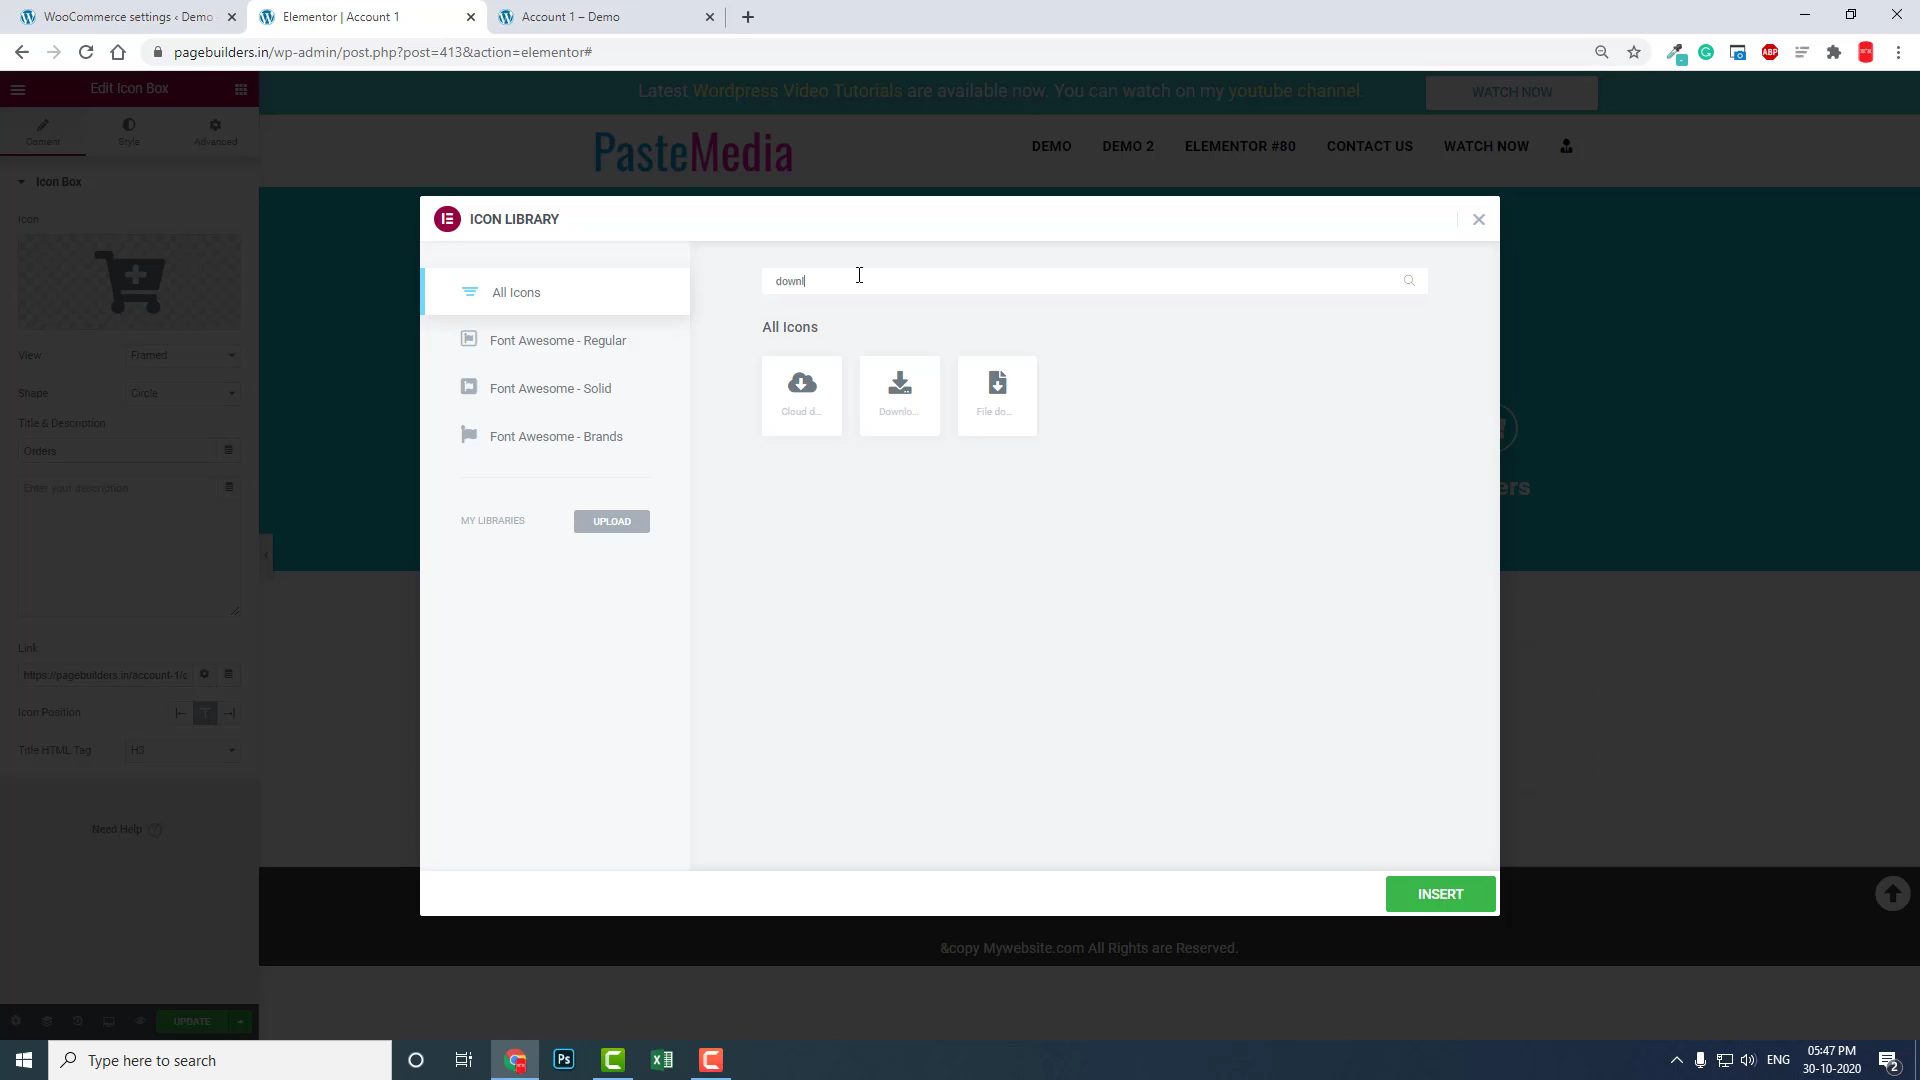 WooCommerce settings ‹ Demo
Elementor | Account 1
Account 1 – Demo
pagebuilders.in/wp-admin/post.php?post=413&action=elementor#
ABP
Edit Icon Box
Latest Wordpress Video Tutorials are available now. You can watch on my youtube channel.
WATCH NOW
Content
Style
Advanced
PasteMedia
DEMO
DEMO 2
ELEMENTOR #80
CONTACT US
WATCH NOW
Icon Box
Icon
View
Framed
Shape
Circle
Title & Description
Orders
Enter your description
Link
https://pagebuilders.in/account-1/
Icon Position
Title HTML Tag
H3
Need Help
UPDATE
ICON LIBRARY
All Icons
Font Awesome - Regular
Font Awesome - Solid
Font Awesome - Brands
MY LIBRARIES
UPLOAD
downl
All Icons
Cloud d...
Downlo...
File do...
INSERT
ers
&copy Mywebsite.com All Rights are Reserved.
Type here to search
Ps
ENG
05:47 PM
30-10-2020
2